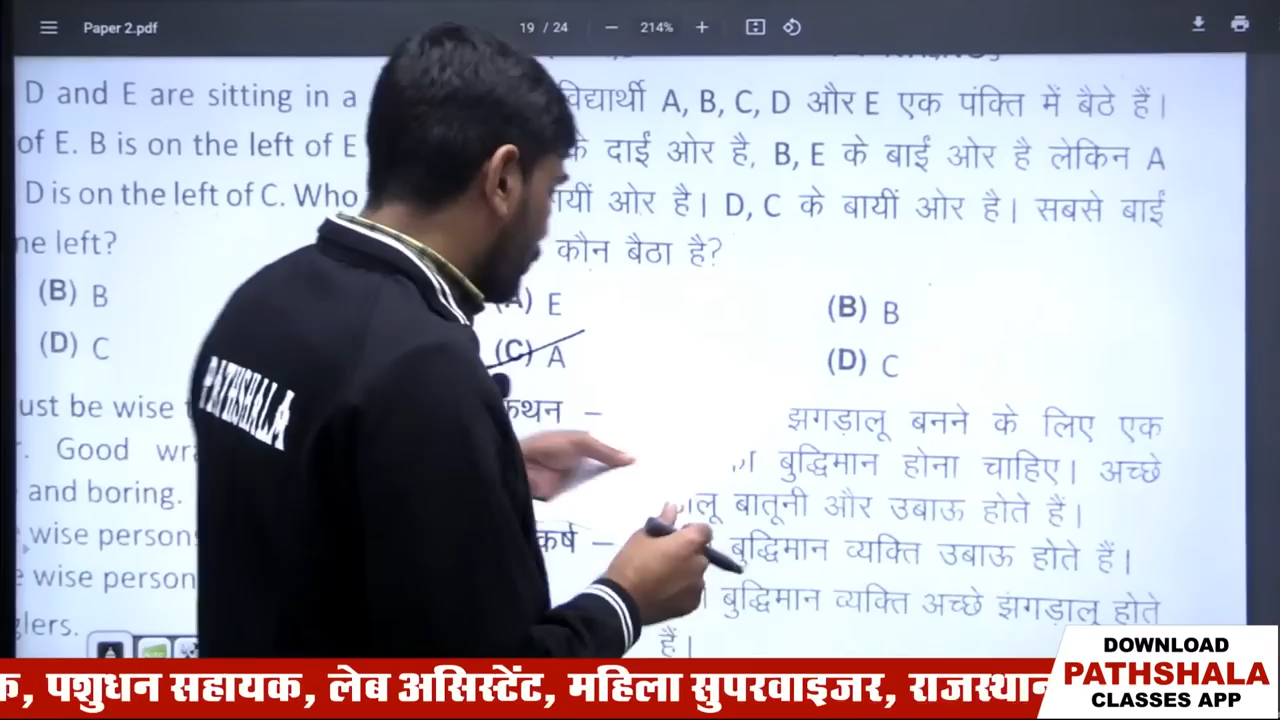 Paper 2.pdf
19 / 24
214%
D and E are sitting in a
of E. B is on the left of E
D is on the left of C. Who
left?
(B) B
(D) C
must be wise
Good
and boring.
wise person
wise person
विद्यार्थी A, B, C, D और E एक पंक्ति में बैठे हैं।
के दाईं ओर है, B, E के बाईं ओर है लेकिन A
ओर है। D, C के बायीं ओर है। सबसे बाईं
कौन बैठा है?
(A) E
(B) B
(C) A
(D) C
कथन – झगड़ालू बनने के लिए एक
बुद्धिमान होना चाहिए। अच्छे
बातूनी और उबाऊ होते हैं।
बुद्धिमान व्यक्ति उबाऊ होते हैं।
बुद्धिमान व्यक्ति अच्छे झगड़ालू होते
हैं।
PATHSHALA
पशुधन सहायक, लेब असिस्टेंट, महिला सुपरवाइजर, राजस्थान
DOWNLOAD
PATHSHALA
CLASSES APP